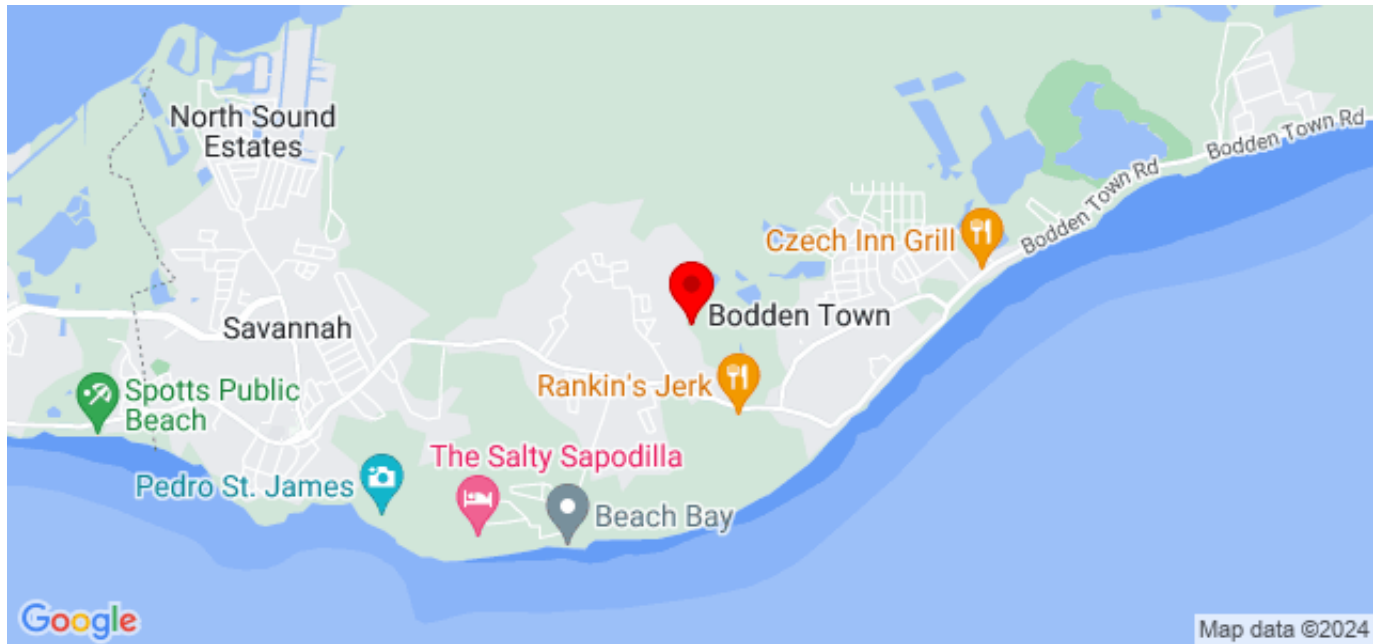 North Sound
Estates
Bodden Town Rd
Bodden Town Rd
Czech Inn Grill
Bodden Town
Savannah
Rankin's Jerk
Spotts Public
Beach
The Salty Sapodilla
Pedro St. James
Beach Bay
Google
Map data ©2024